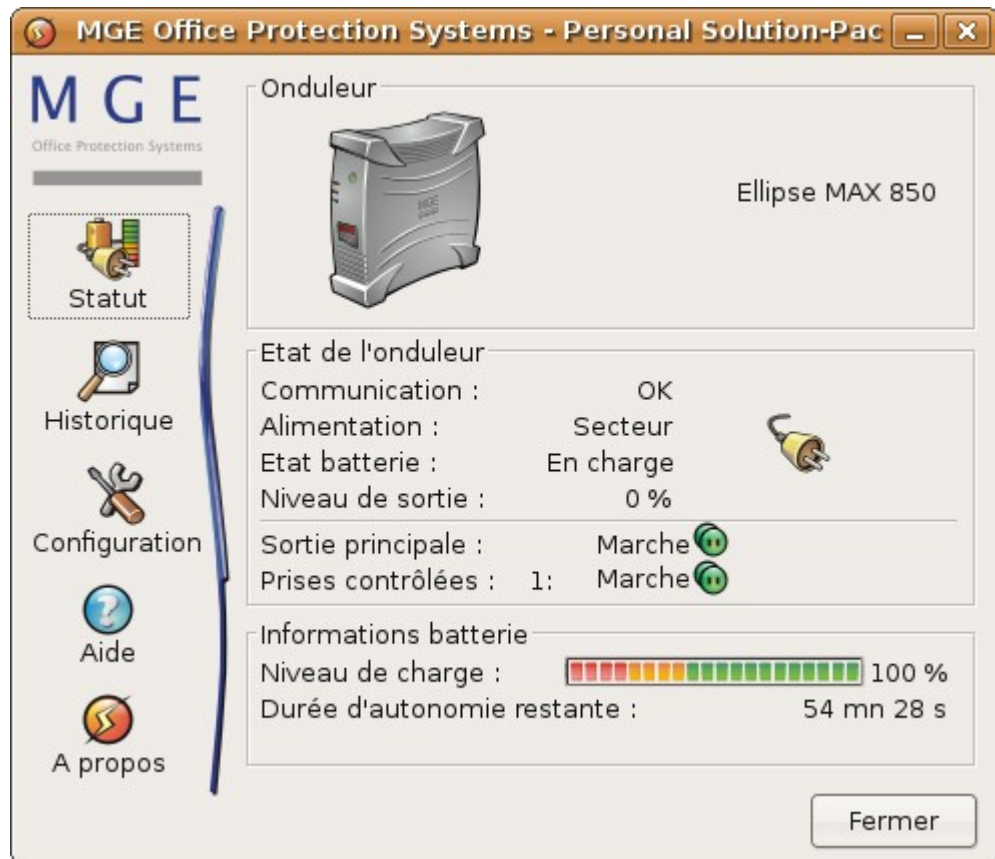 MGE Office Protection Systems - Personal Solution-Pac
M G E
Office Protection Systems
Statut
Historique
Configuration
Aide
A propos
Onduleur
MGE
Ellipse MAX 850
Etat de l'onduleur
Communication : OK
Alimentation : Secteur
Etat batterie : En charge
Niveau de sortie : 0 %
Sortie principale : Marche
Prises contrôlées : 1: Marche
Informations batterie
Niveau de charge : 100 %
Durée d'autonomie restante : 54 mn 28 s
Fermer